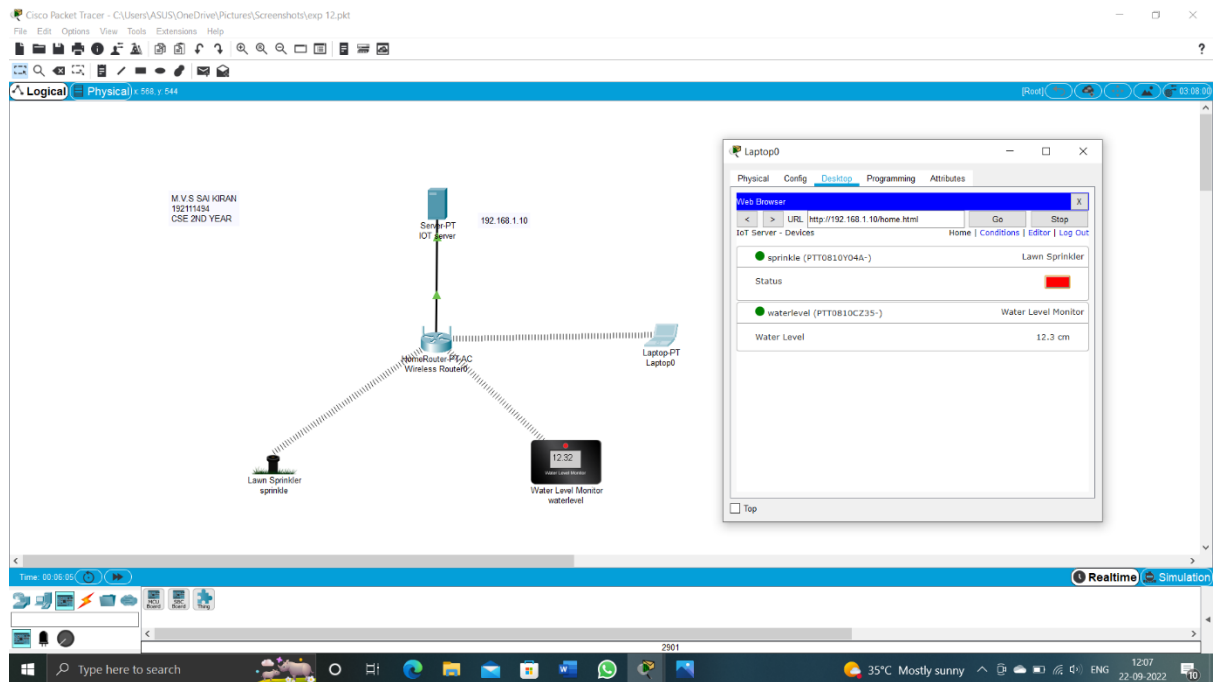 Cisco Packet Tracer - C:\Users\ASUS\OneDrive\Pictures\Screenshots\exp 12.pkt
File Edit Options View Tools Extensions Help
?
Logical Physical x: 568, y: 544 [Root] 03:08:00
M.V.S SAI KIRAN
192111494
CSE 2ND YEAR
Server-PT
IOT server
192.168.1.10
HomeRouter-PT-AC
Wireless Router0
Laptop-PT
Laptop0
Lawn Sprinkler
sprinkle
12.32
Water Level Monitor
Water Level Monitor
waterlevel
Laptop0
Physical Config Desktop Programming Attributes
Web Browser X
< > URL http://192.168.1.10/home.html Go Stop
IoT Server - Devices Home | Conditions | Editor | Log Out
sprinkle (PTT0810Y04A-) Lawn Sprinkler
Status
waterlevel (PTT0810CZ35-) Water Level Monitor
Water Level 12.3 cm
Top
Time: 00:06:05 Realtime Simulation
MCU Board
SBC Board
Thing
2901
Type here to search
35°C Mostly sunny ENG 12:07
22-09-2022
10